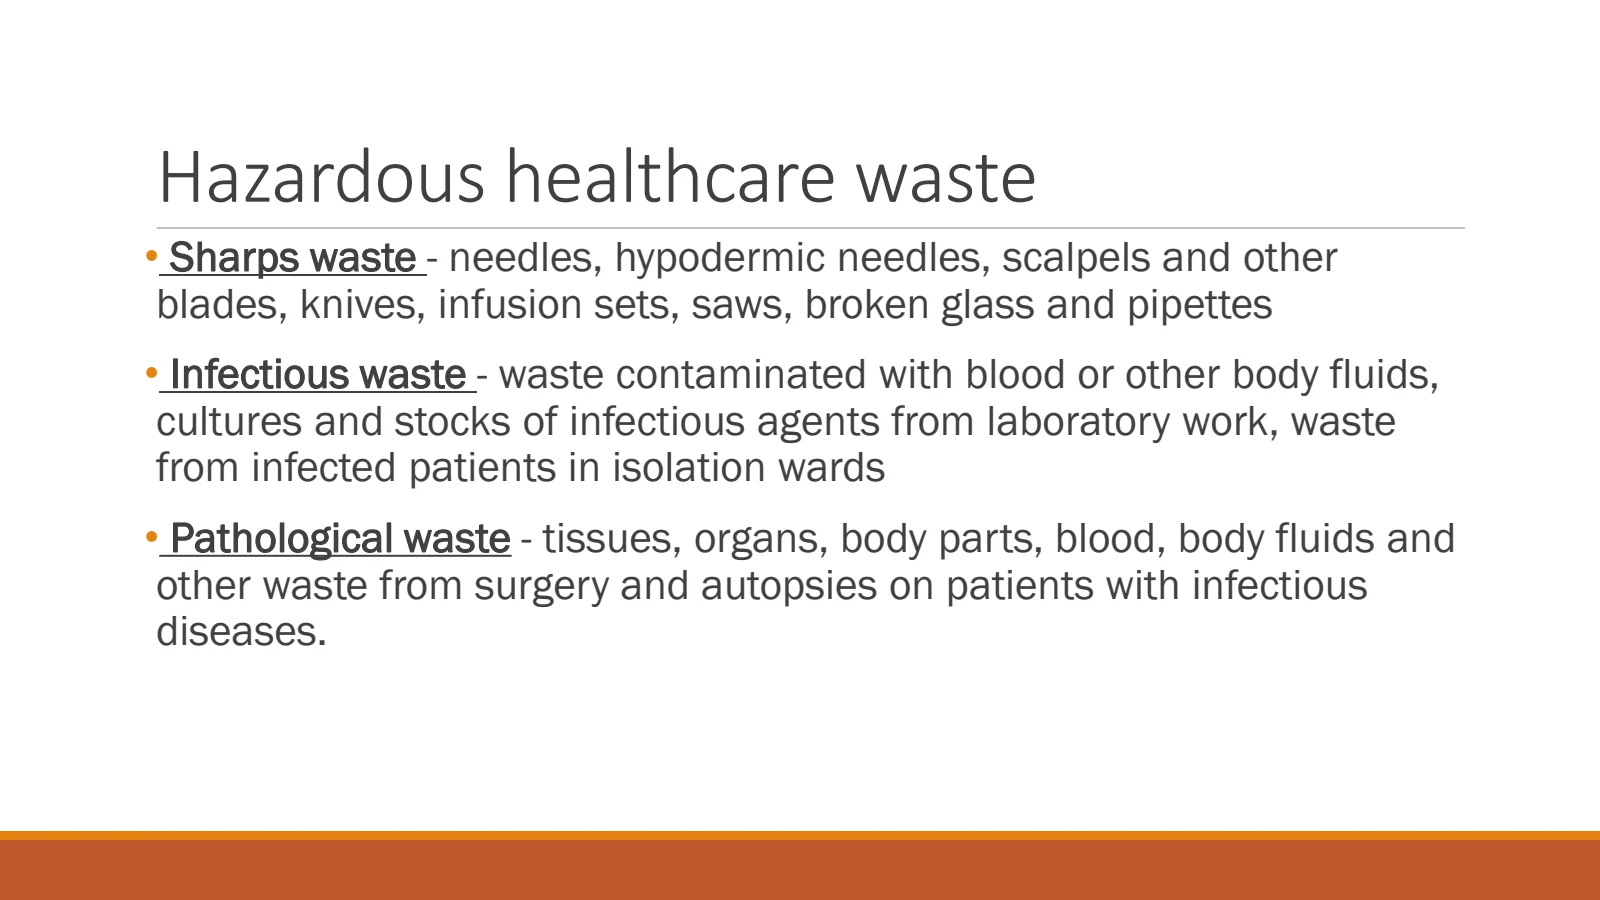 Hazardous healthcare waste
• Sharps waste - needles, hypodermic needles, scalpels and other
blades, knives, infusion sets, saws, broken glass and pipettes
• Infectious waste - waste contaminated with blood or other body fluids,
cultures and stocks of infectious agents from laboratory work, waste
from infected patients in isolation wards
• Pathological waste - tissues, organs, body parts, blood, body fluids and
other waste from surgery and autopsies on patients with infectious
diseases.